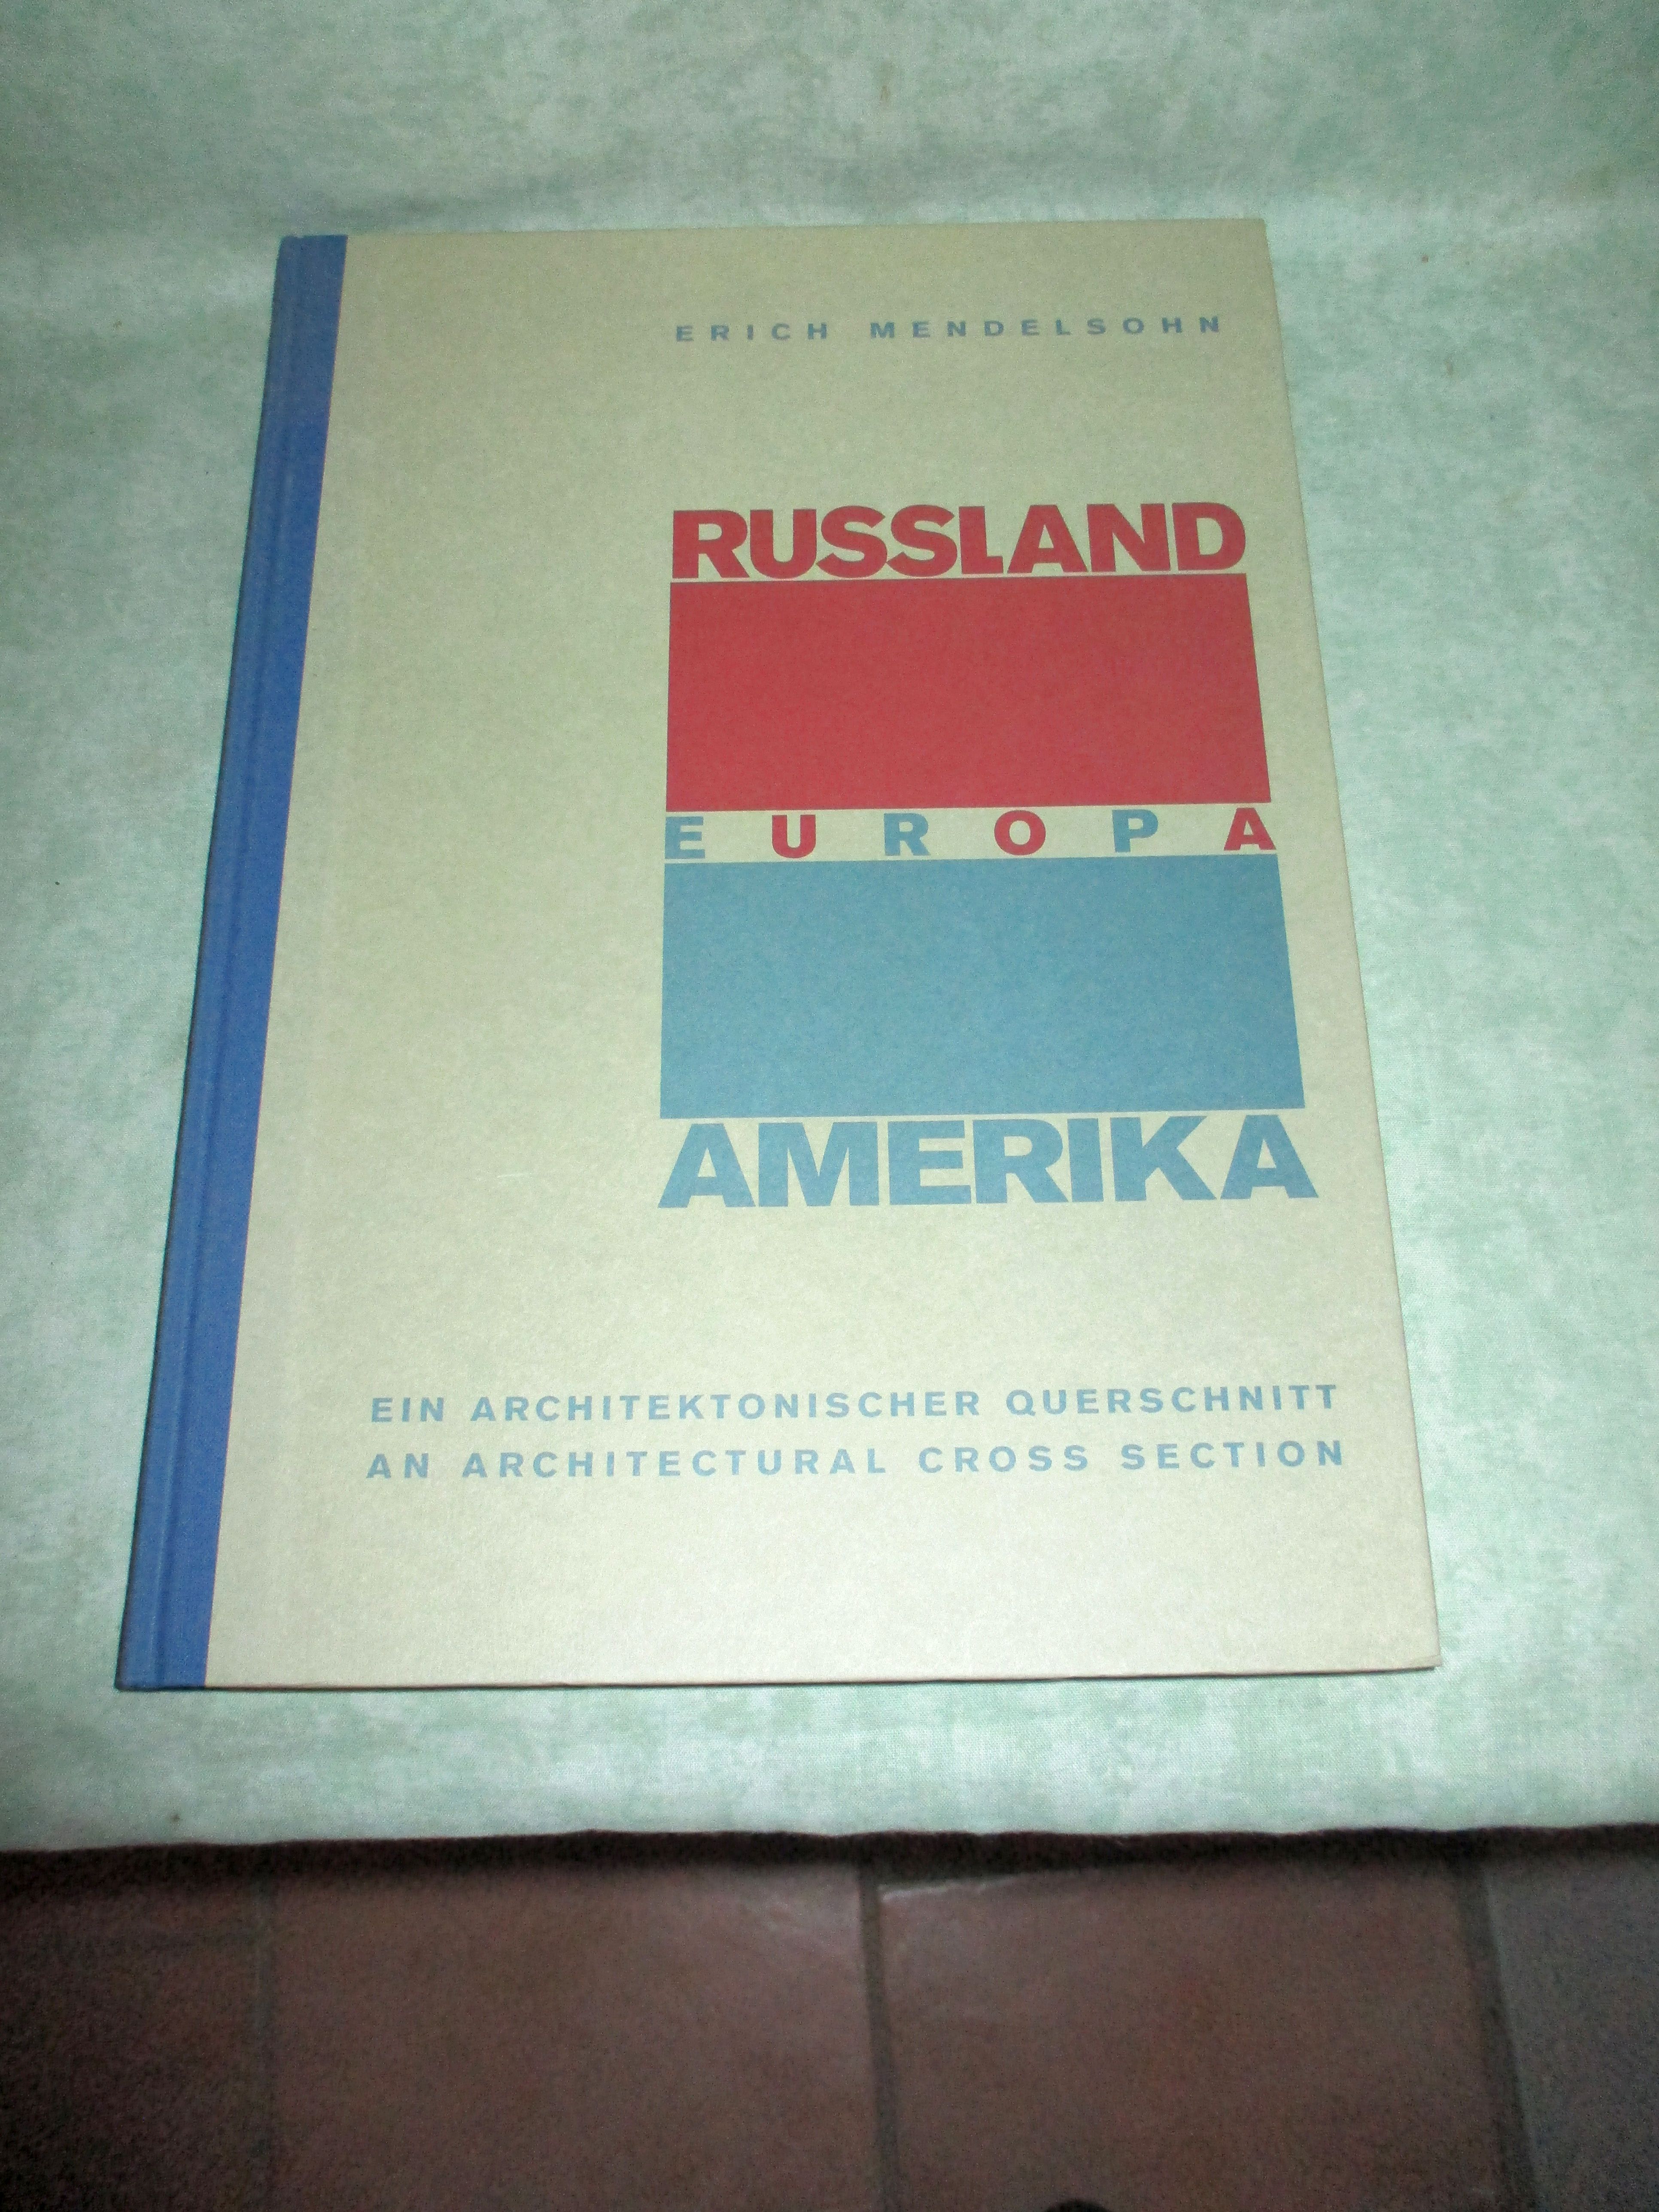 ERICH MENDELSOHN
RUSSLAND
EUROPA
AMERIKA
EIN ARCHITEKTONISCHER QUERSCHNITT
AN ARCHITECTURAL CROSS SECTION